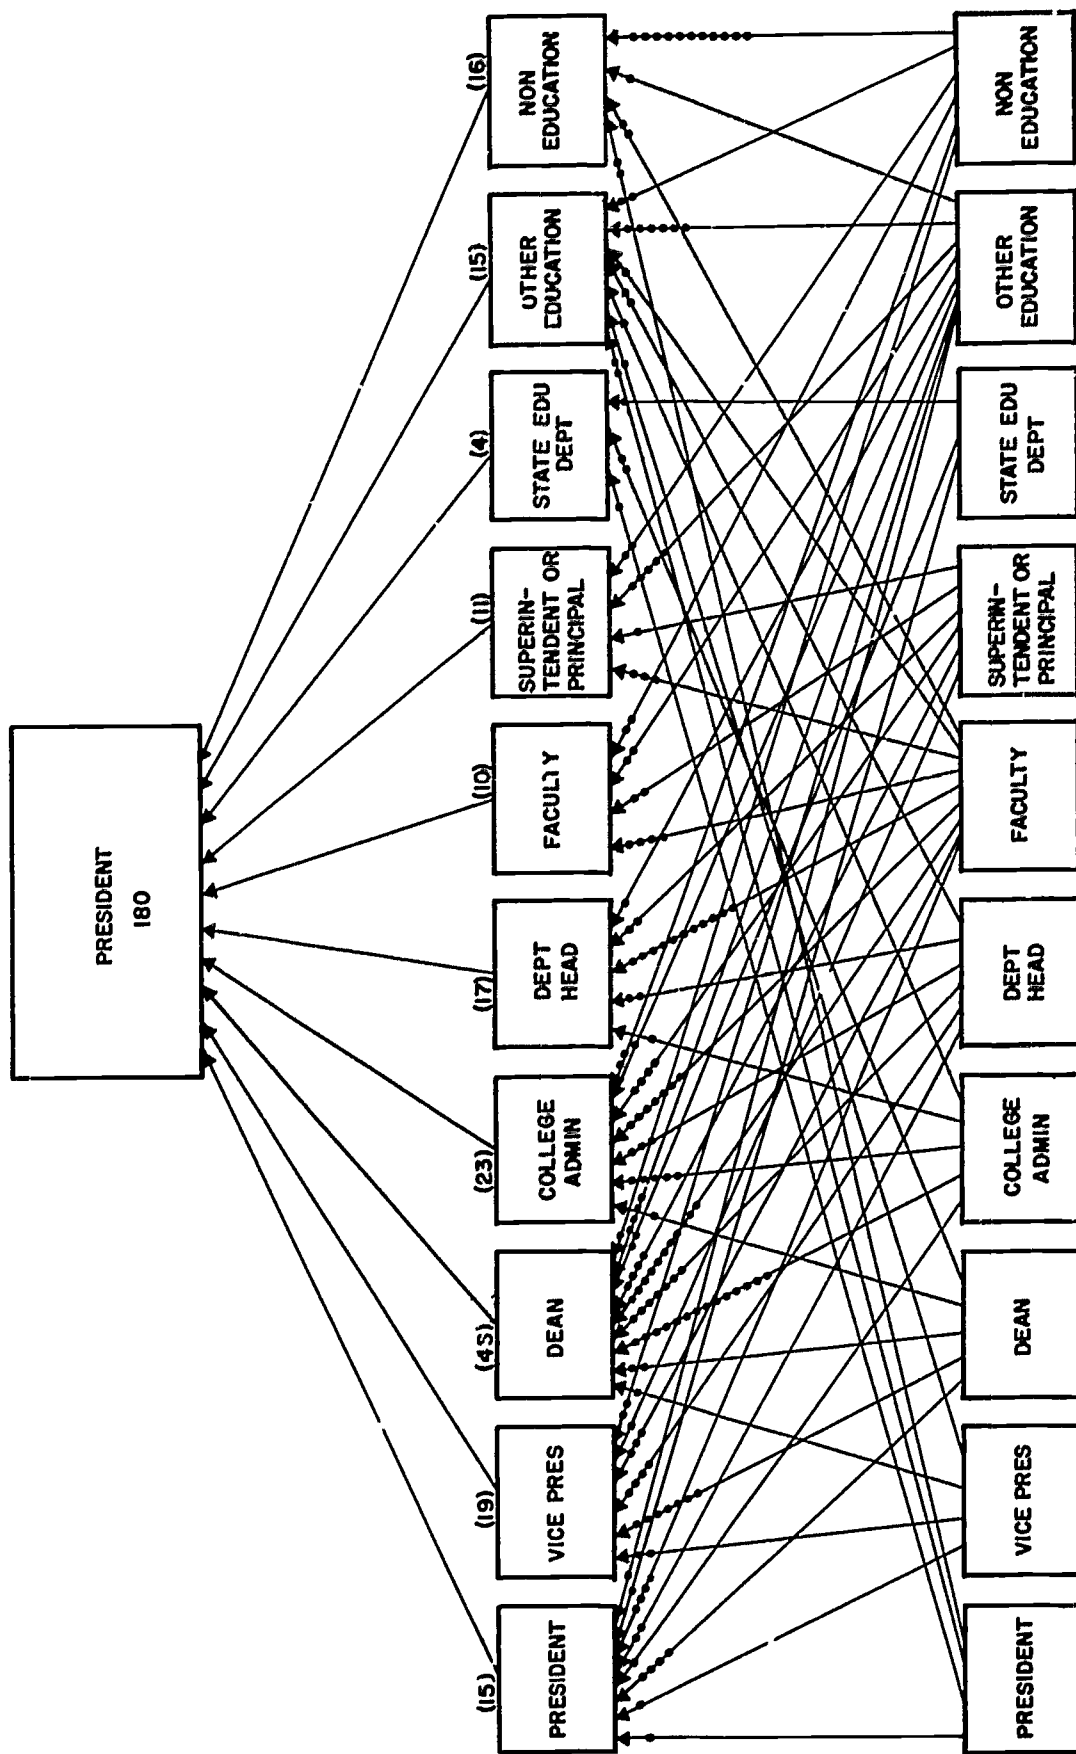 PRESIDENT
180
(15)
(19)
(4S)
(23)
(17)
(10)
(11)
(4)
(15)
(16)
PRESIDENT
VICE PRES
DEAN
COLLEGE
ADMIN
DEPT
HEAD
FACULTY
SUPERIN-
TENDENT OR
PRINCIPAL
STATE EDU
DEPT
OTHER
EDUCATION
NON
EDUCATION
PRESIDENT
VICE PRES
DEAN
COLLEGE
ADMIN
DEPT
HEAD
FACULTY
SUPERIN-
TENDENT OR
PRINCIPAL
STATE EDU
DEPT
OTHER
EDUCATION
NON
EDUCATION